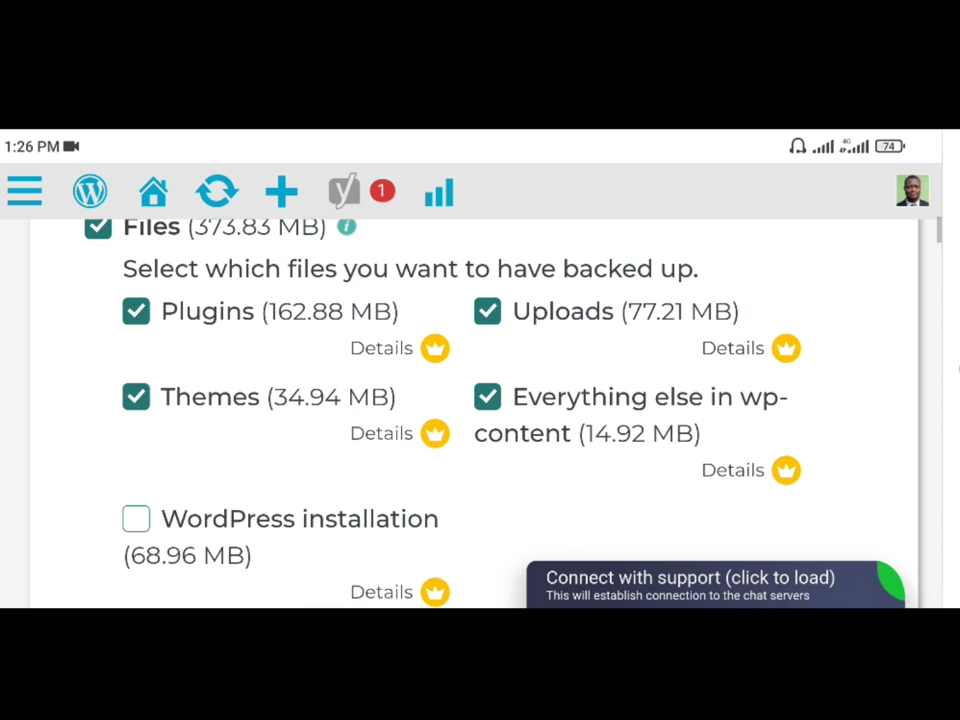 1:26 PM 4G 74
1
Files (373.83 MB) i
Select which files you want to have backed up.
Plugins (162.88 MB) Uploads (77.21 MB)
Details Details
Themes (34.94 MB) Everything else in wp-
Details content (14.92 MB)
Details
WordPress installation
(68.96 MB)
Details
Connect with support (click to load)
This will establish connection to the chat servers